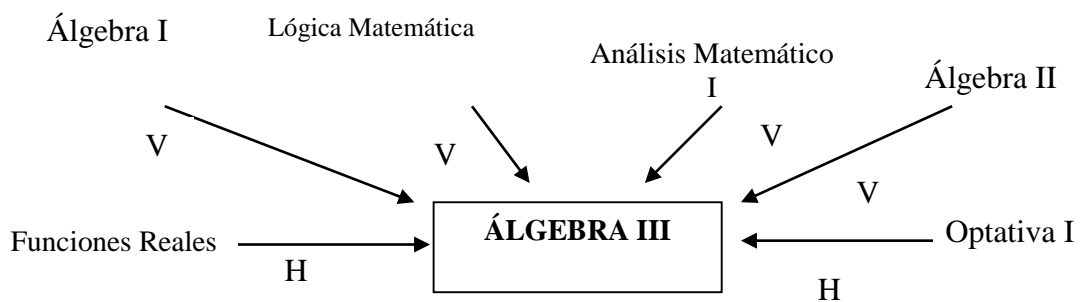 Álgebra I
Lógica Matemática
Análisis Matemático
I
Álgebra II
V
V
V
V
Funciones Reales
H
ÁLGEBRA III
Optativa I
H